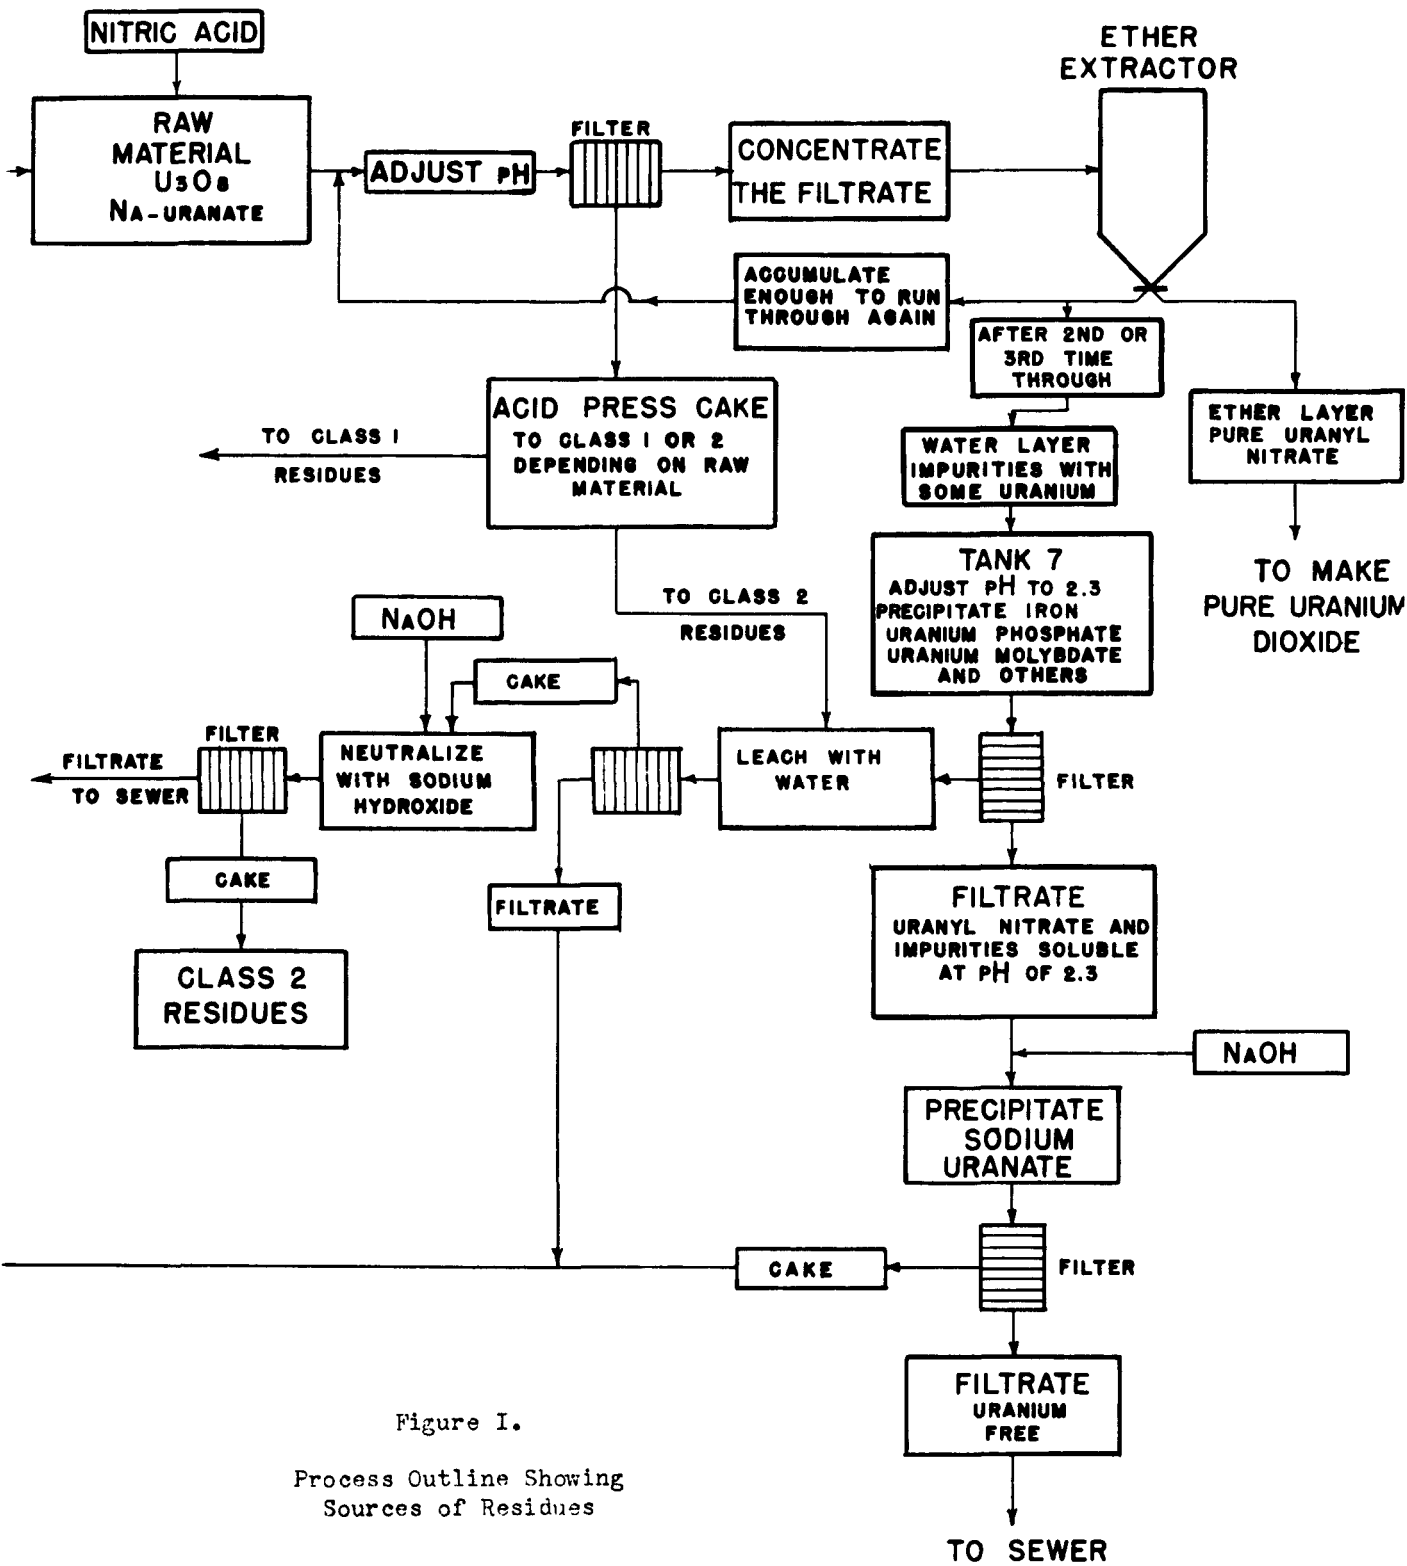 NITRIC ACID
RAW
MATERIAL
U3O8
NA-URANATE
ADJUST pH
FILTER
CONCENTRATE
THE FILTRATE
ETHER
EXTRACTOR
ACCUMULATE
ENOUGH TO RUN
THROUGH AGAIN
AFTER 2ND OR
3RD TIME
THROUGH
ETHER LAYER
PURE URANYL
NITRATE
TO MAKE
PURE URANIUM
DIOXIDE
WATER LAYER
IMPURITIES WITH
SOME URANIUM
ACID PRESS CAKE
TO CLASS 1 OR 2
DEPENDING ON RAW
MATERIAL
TO CLASS 1
RESIDUES
TO CLASS 2
RESIDUES
TANK 7
ADJUST pH TO 2.3
PRECIPITATE IRON
URANIUM PHOSPHATE
URANIUM MOLYBDATE
AND OTHERS
NAOH
CAKE
FILTER
FILTRATE
TO SEWER
NEUTRALIZE
WITH SODIUM
HYDROXIDE
LEACH WITH
WATER
FILTER
CAKE
CLASS 2
RESIDUES
FILTRATE
FILTRATE
URANYL NITRATE AND
IMPURITIES SOLUBLE
AT pH OF 2.3
NAOH
PRECIPITATE
SODIUM
URANATE
CAKE
FILTER
FILTRATE
URANIUM
FREE
TO SEWER
Figure I.
Process Outline Showing
Sources of Residues